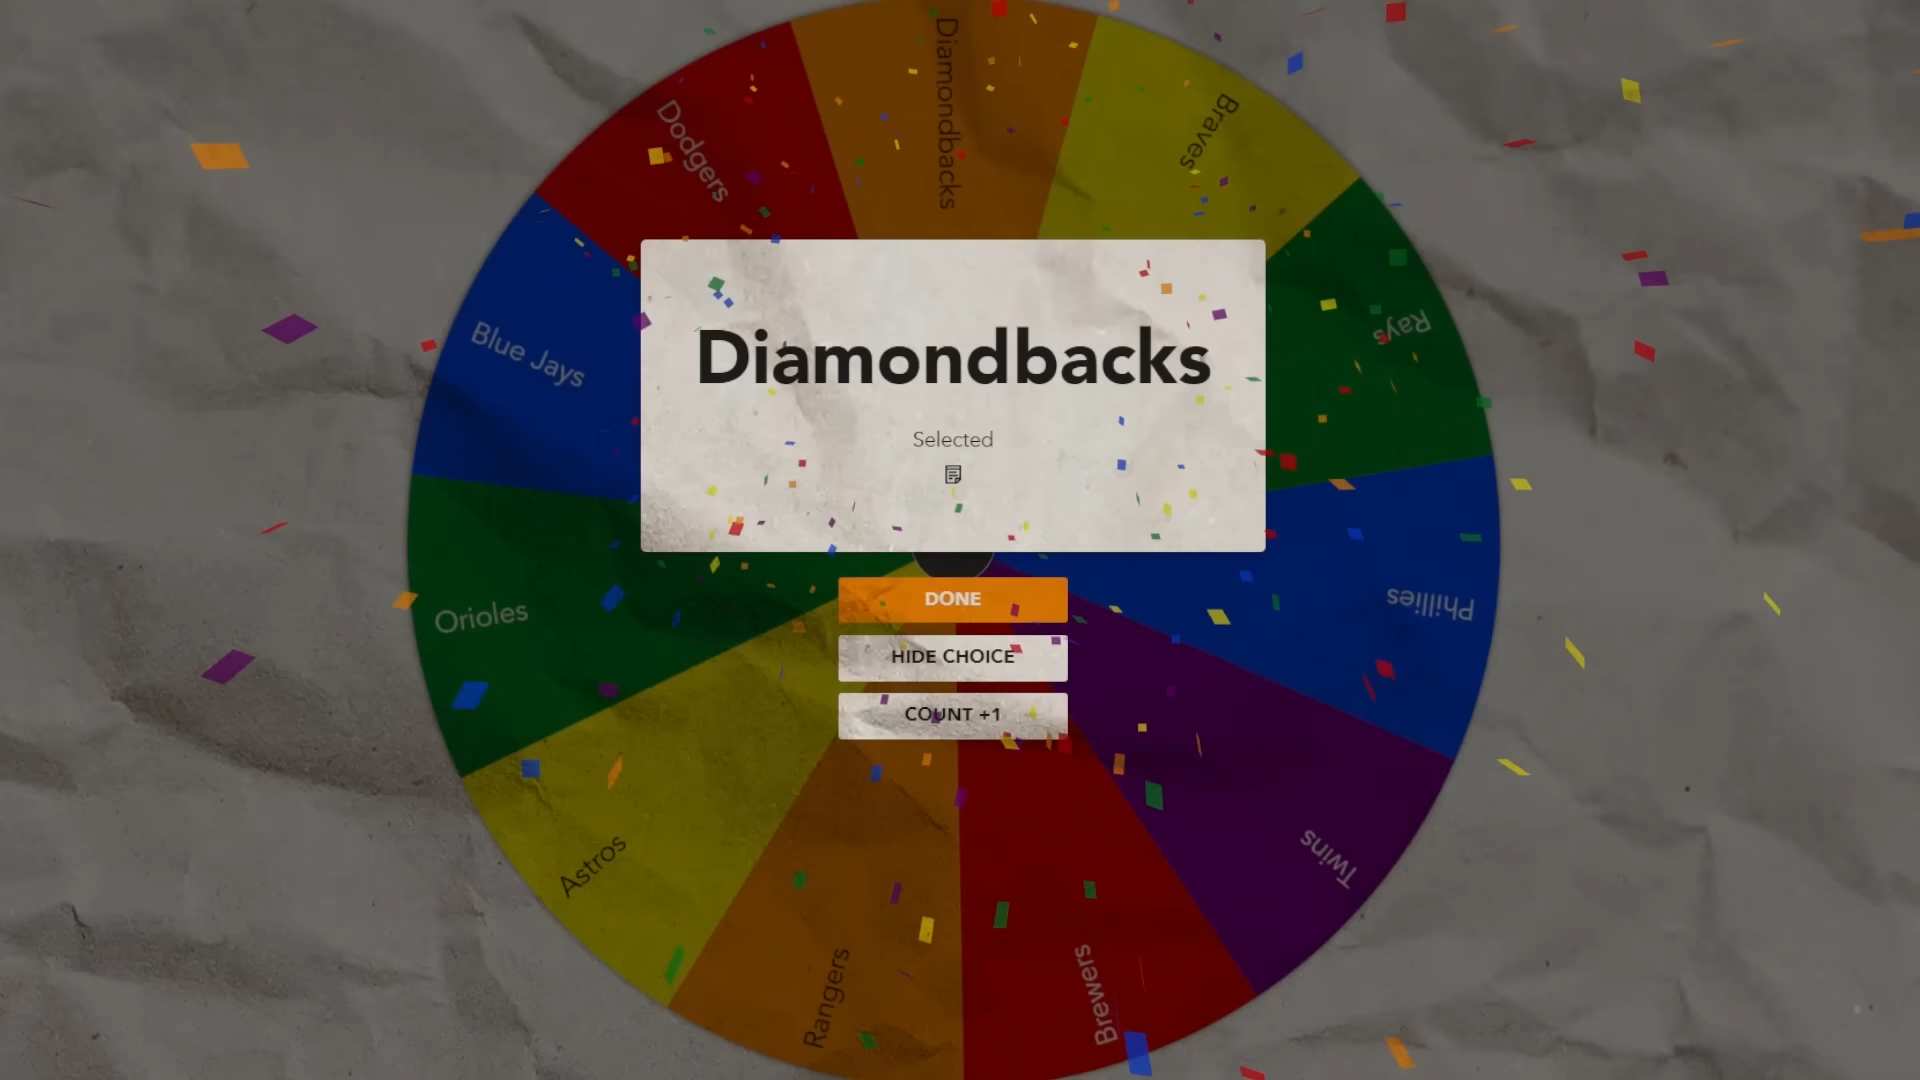 Diamondbacks
Braves
Dodgers
Rays
Blue Jays
Diamondbacks
Selected
Orioles
DONE
Phillies
HIDE CHOICE
COUNT +1
Astros
Twins
Rangers
Brewers